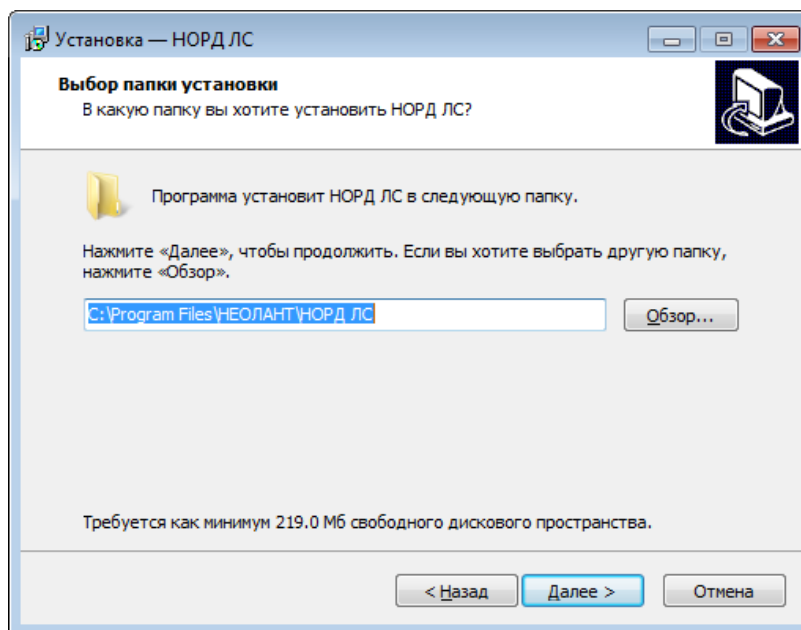 Установка — НОРД ЛС
Выбор папки установки
В какую папку вы хотите установить НОРД ЛС?
Программа установит НОРД ЛС в следующую папку.
Нажмите «Далее», чтобы продолжить. Если вы хотите выбрать другую папку,
нажмите «Обзор».
C:\Program Files\НЕОЛАНТ\НОРД ЛС
Обзор...
Требуется как минимум 219.0 Мб свободного дискового пространства.
< Назад
Далее >
Отмена